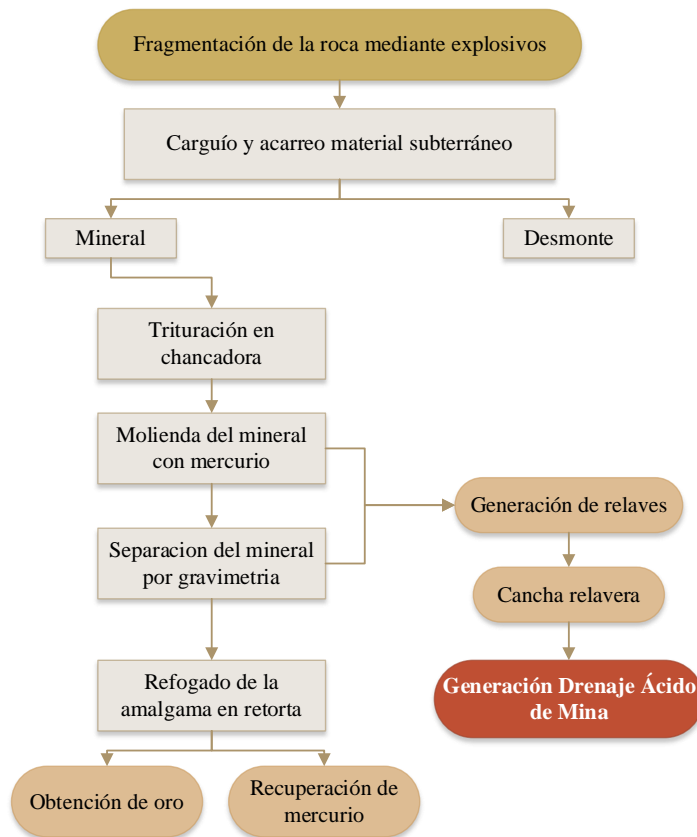 Fragmentación de la roca mediante explosivos
Carguío y acarreo material subterráneo
Mineral
Desmonte
Trituración en
chancadora
Molienda del mineral
con mercurio
Generación de relaves
Separacion del mineral
por gravimetria
Cancha relavera
Refogado de la
amalgama en retorta
Generación Drenaje Ácido
de Mina
Obtención de oro
Recuperación de
mercurio